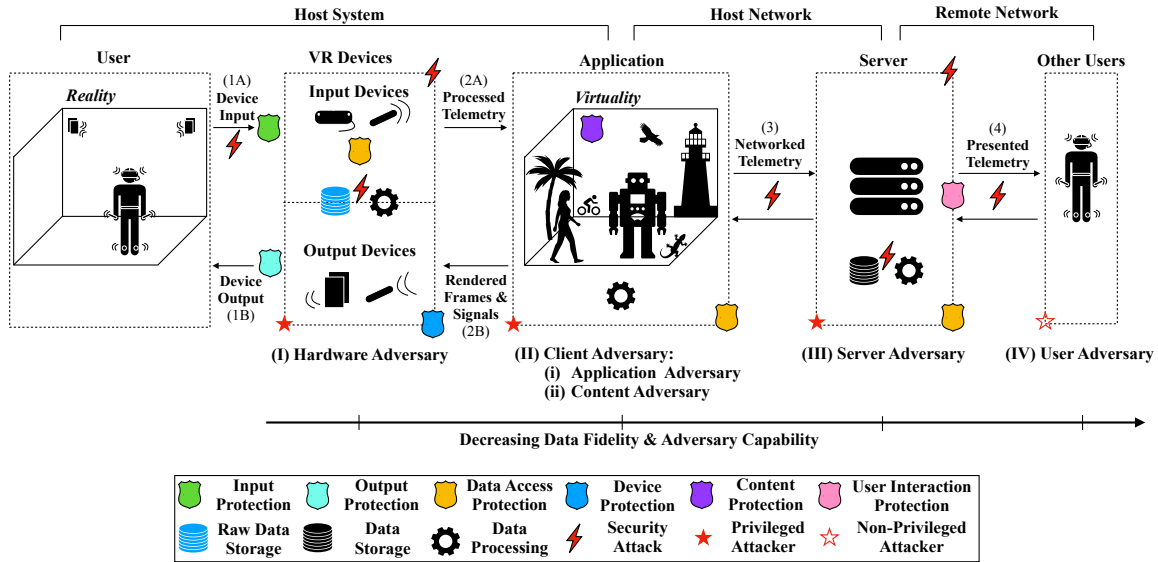 Host System
Host Network
Remote Network
User
VR Devices
Application
Server
Other Users
Reality
(1A)
Device
Input
Input Devices
(2A)
Processed
Telemetry
Virtuality
(3)
Networked
Telemetry
(4)
Presented
Telemetry
Output Devices
Device
Output
(1B)
Rendered
Frames &
Signals
(2B)
(I) Hardware Adversary
(II) Client Adversary:
(i) Application Adversary
(ii) Content Adversary
(III) Server Adversary
(IV) User Adversary
Decreasing Data Fidelity & Adversary Capability
Input
Protection
Output
Protection
Data Access
Protection
Device
Protection
Content
Protection
User Interaction
Protection
Raw Data
Storage
Data
Storage
Data
Processing
Security
Attack
Privileged
Attacker
Non-Privileged
Attacker